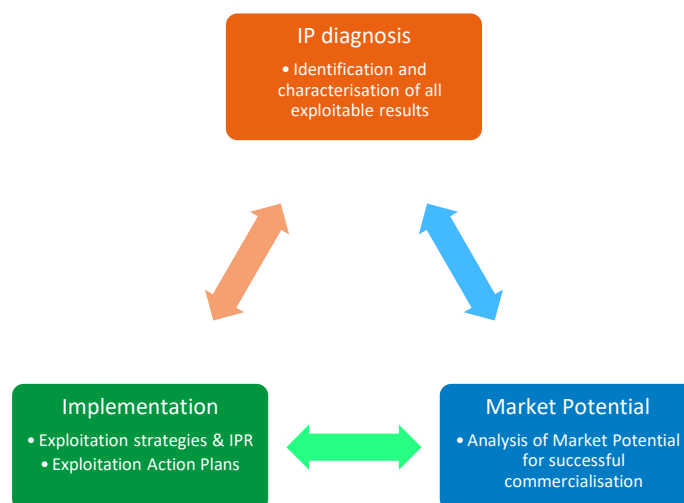 IP diagnosis
• Identification and
characterisation of all
exploitable results
Implementation
• Exploitation strategies & IPR
• Exploitation Action Plans
Market Potential
• Analysis of Market Potential
for successful
commercialisation